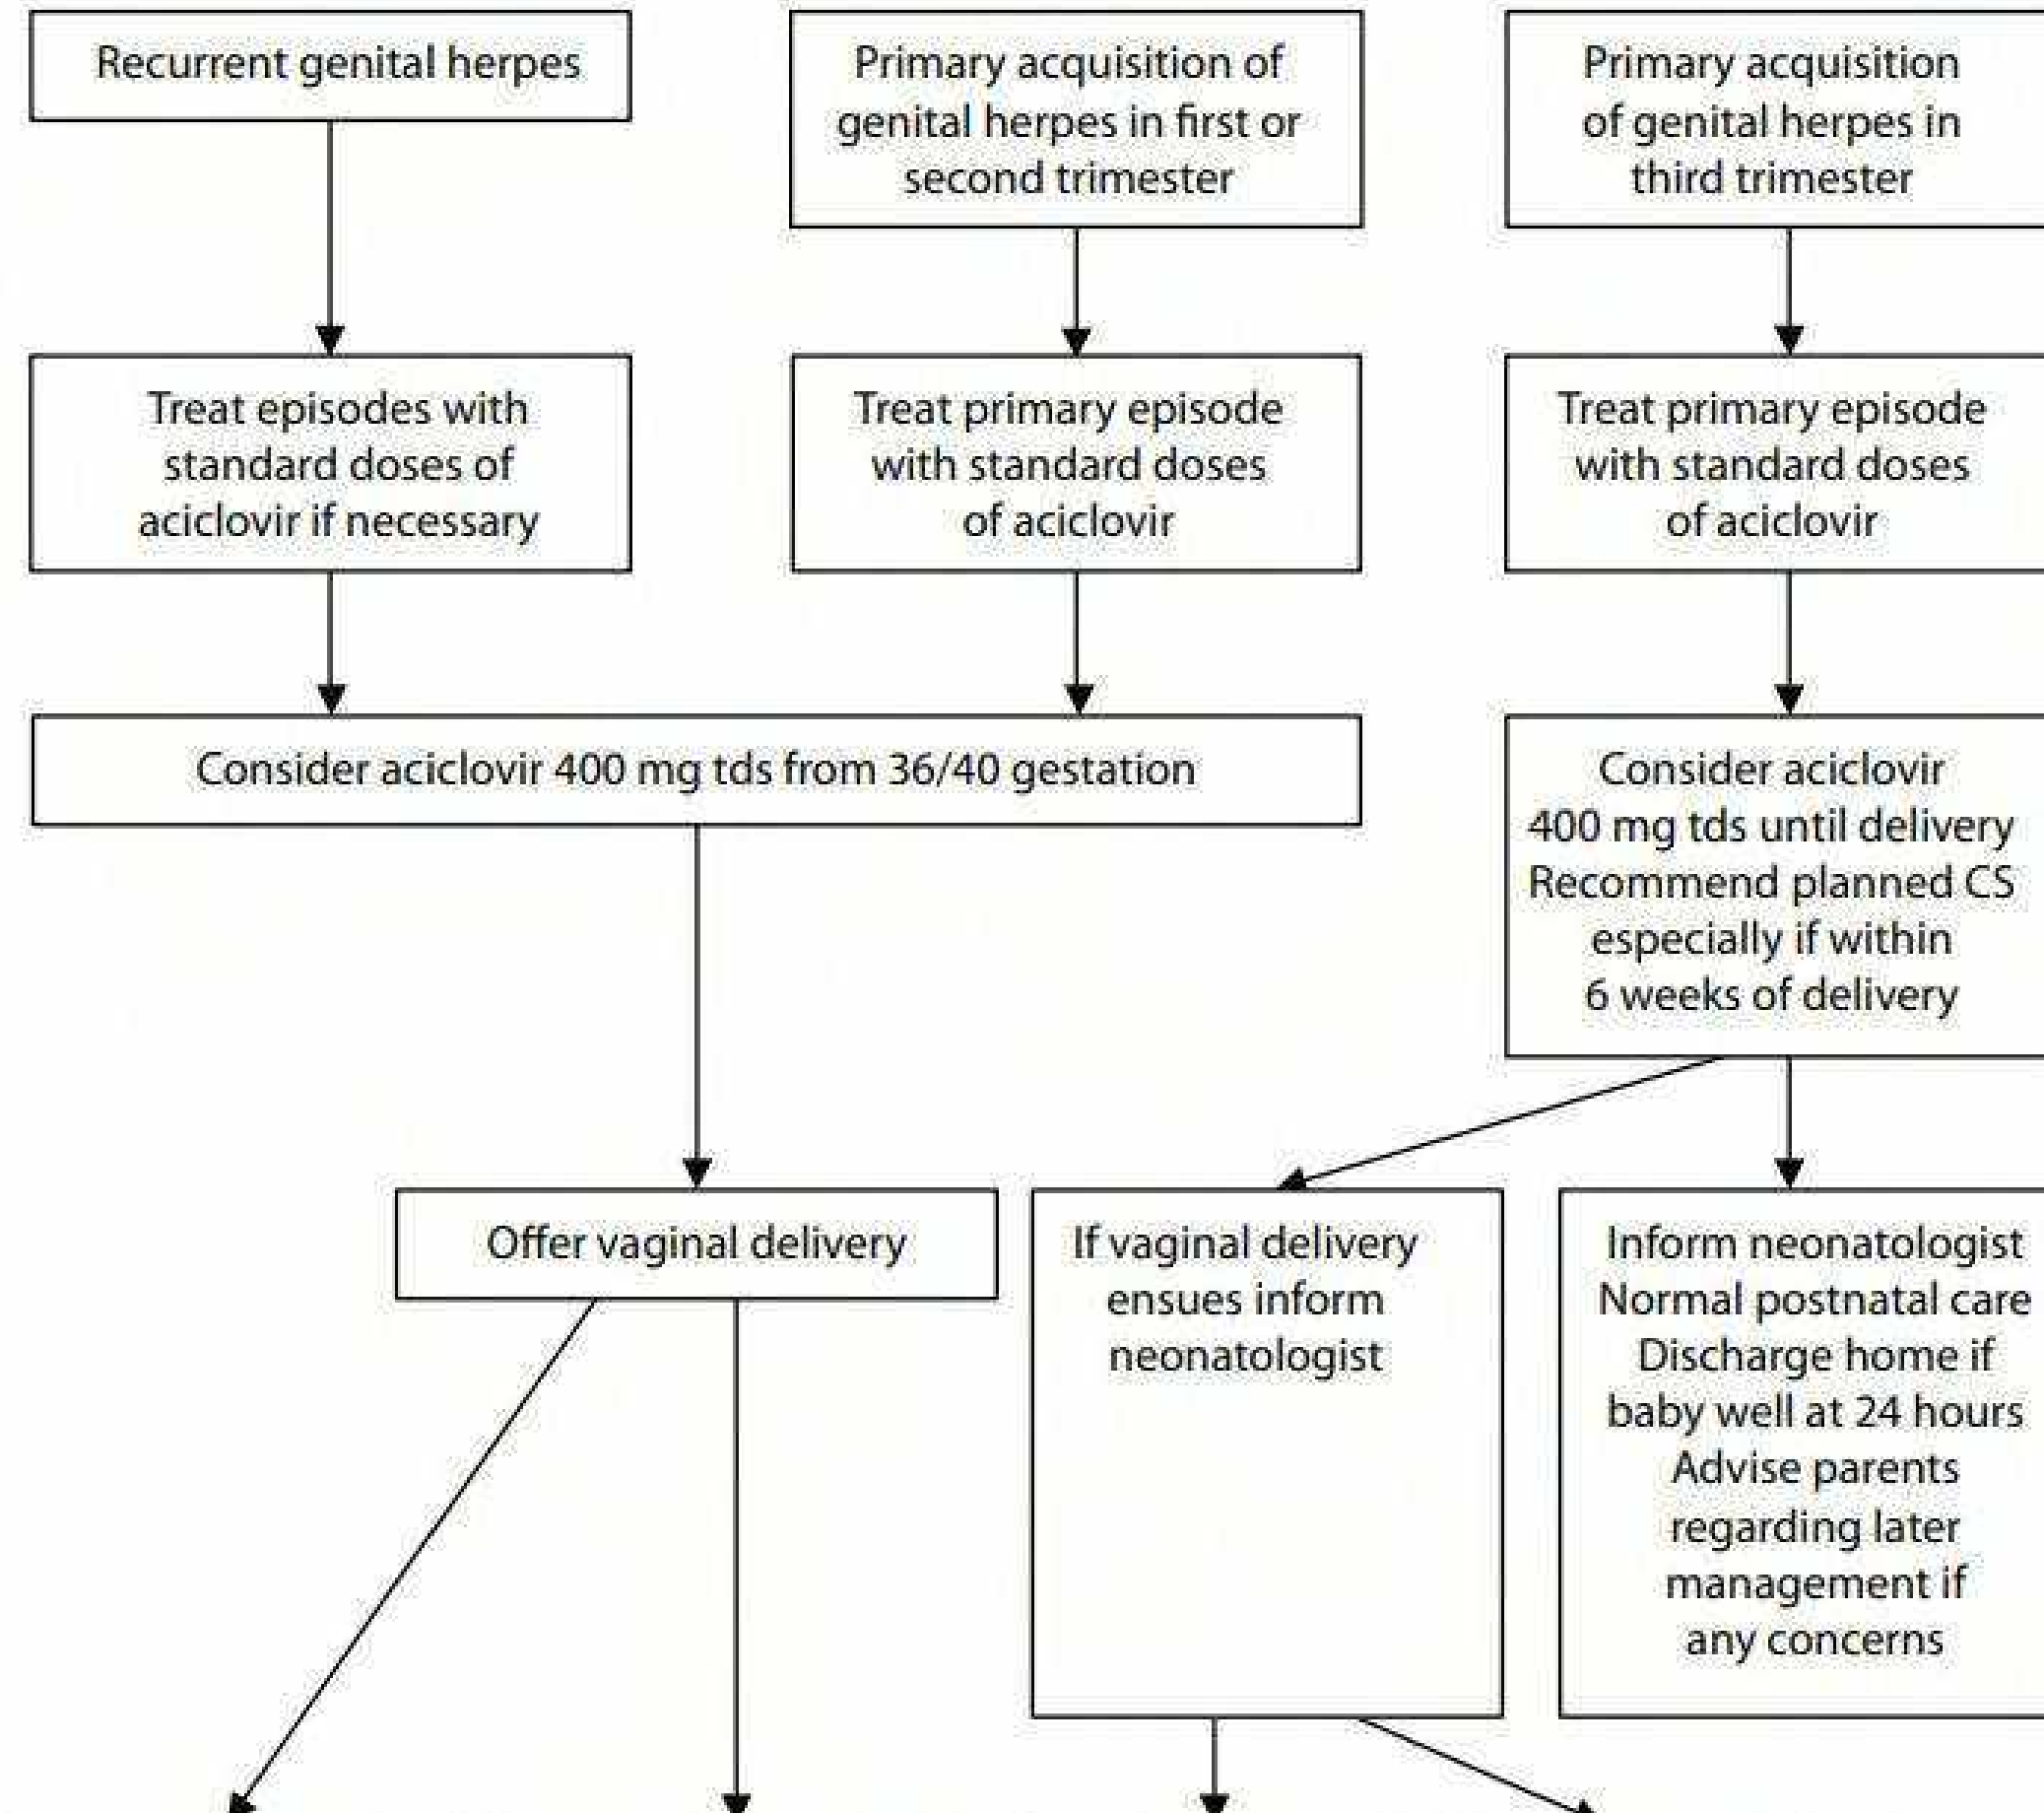 Recurrent genital herpes
Primary acquisition of
genital herpes in first or
second trimester
Primary acquisition
of genital herpes in
third trimester
Treat episodes with
standard doses of
aciclovir if necessary
Treat primary episode
with standard doses
of aciclovir
Treat primary episode
with standard doses
of aciclovir
Consider aciclovir 400 mg tds from 36/40 gestation
Consider aciclovir
400 mg tds until delivery
Recommend planned CS
especially if within
6 weeks of delivery
Offer vaginal delivery
If vaginal delivery
ensues inform
neonatologist
Inform neonatologist
Normal postnatal care
Discharge home if
baby well at 24 hours
Advise parents
regarding later
management if
any concerns